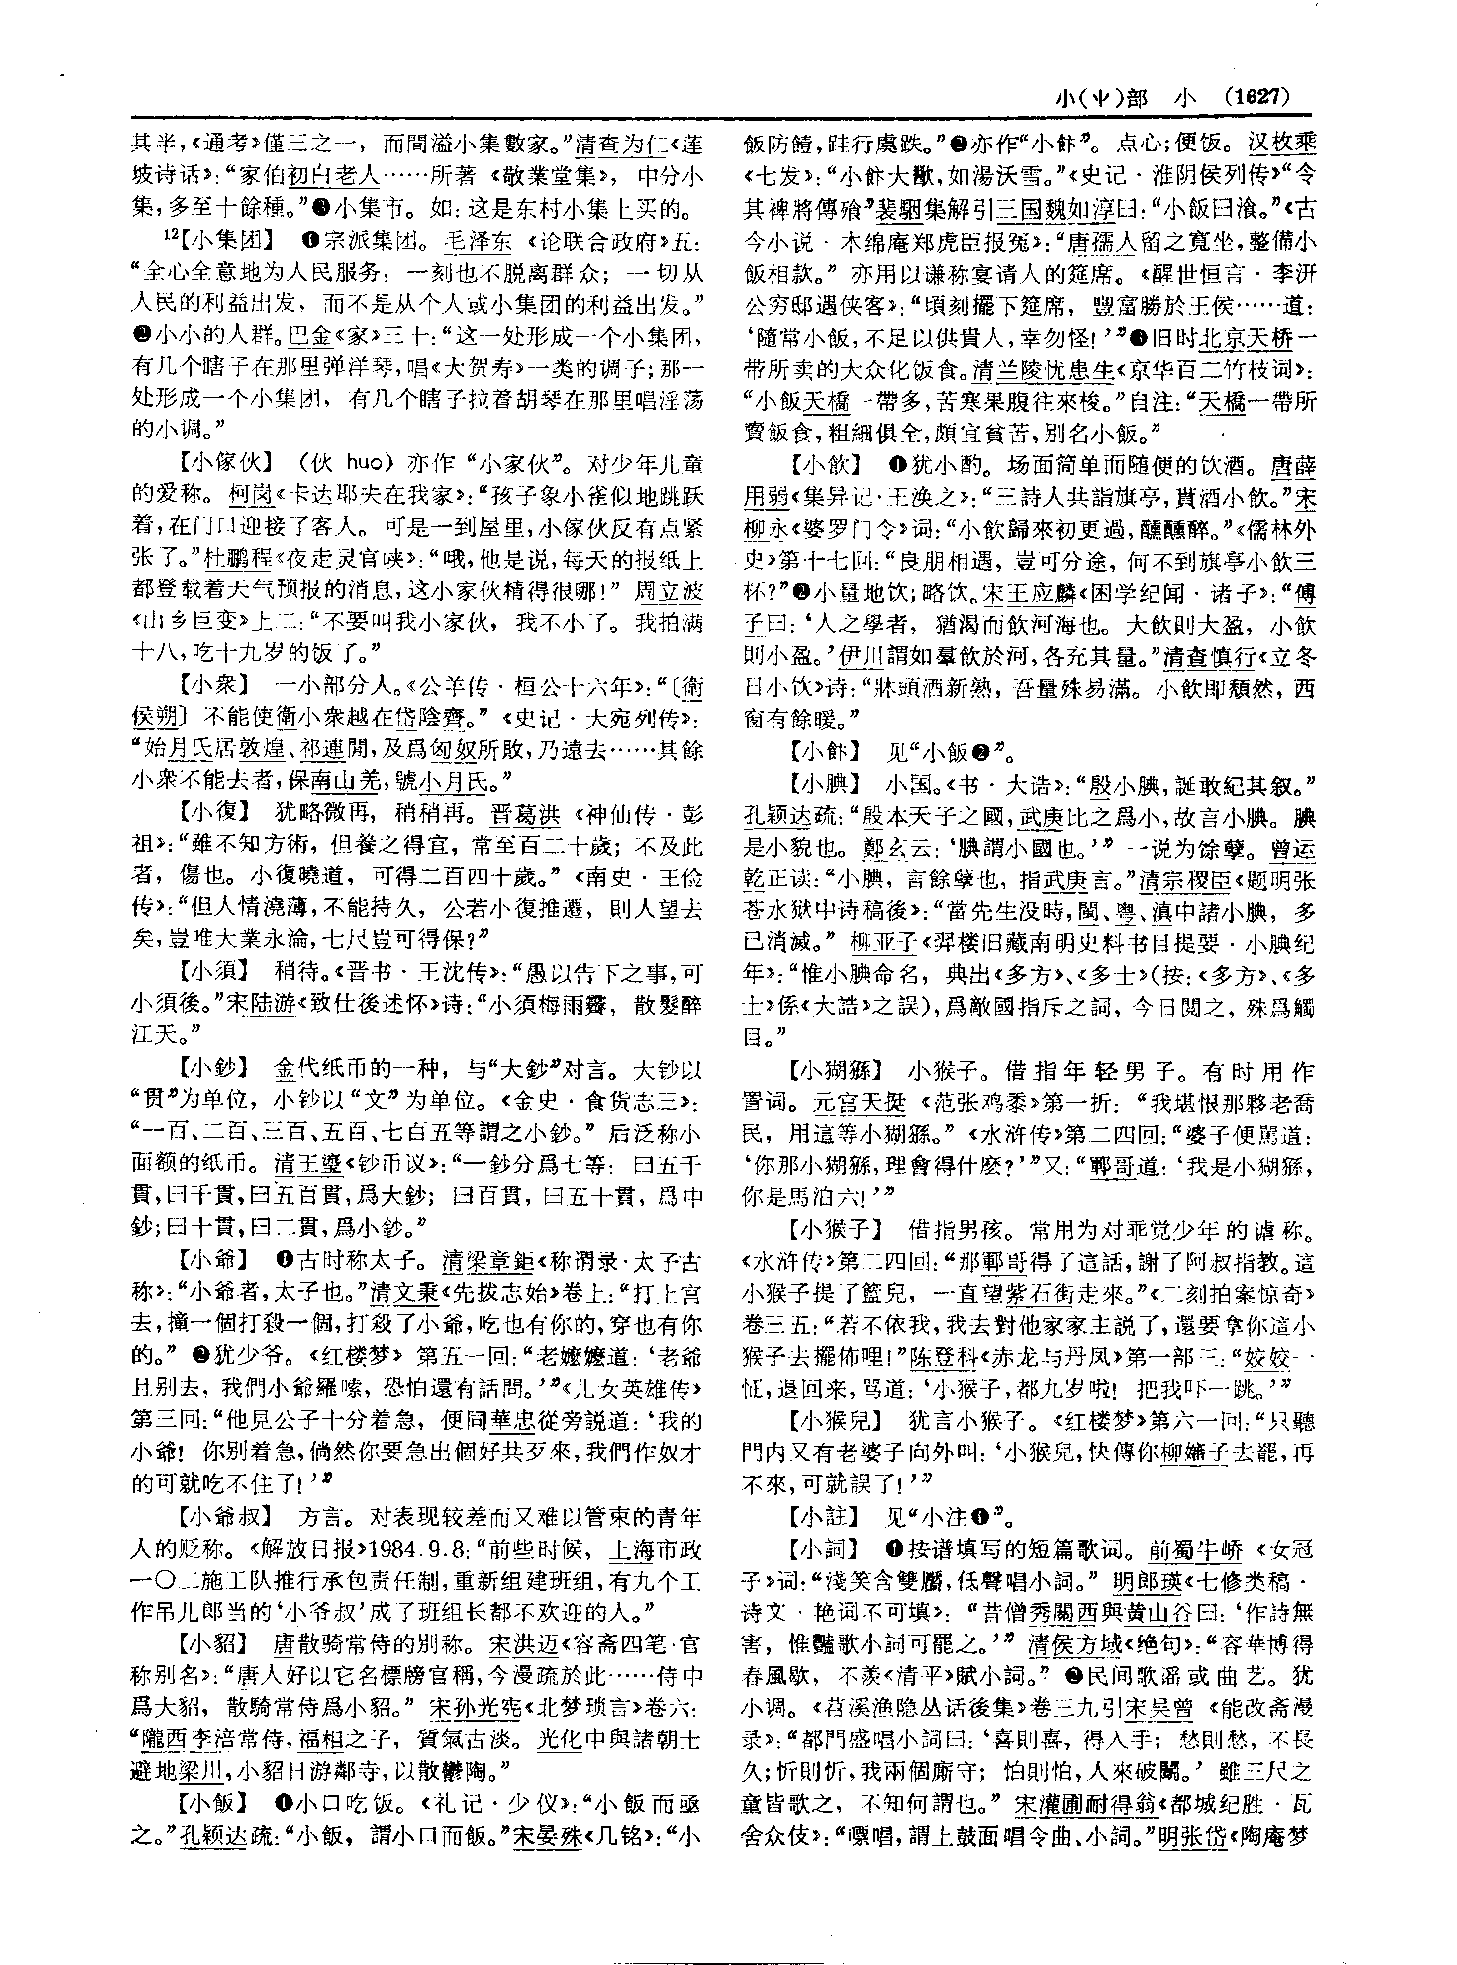 小(⺌)部　小　(1627)
其半，《通考》僅三之一，而間溢小集數家。”清查为仁《莲
坡诗话》：“家伯初白老人……所著《敬業堂集》，中分小
集，多至十餘種。”❸小集市。如：这是东村小集上买的。
12【小集团】　❶宗派集团。毛泽东《论联合政府》五：
“全心全意地为人民服务，一刻也不脱离群众；一切从
人民的利益出发，而不是从个人或小集团的利益出发。”
❷小小的人群。巴金《家》三十：“这一处形成一个小集团，
有几个瞎子在那里弹洋琴，唱《大贺寿》一类的调子；那一
处形成一个小集团，有几个瞎子拉着胡琴在那里唱淫荡
的小调。”
【小傢伙】　（伙 huo）亦作“小家伙”。对少年儿童
的爱称。柯岗《卡达耶夫在我家》：“孩子象小雀似地跳跃
着，在门口迎接了客人。可是一到屋里，小傢伙反有点紧
张了。”杜鹏程《夜走灵官峡》：“哦，他是说，每天的报纸上
都登载着天气预报的消息，这小家伙精得很哪！”周立波
《山乡巨变》上二：“不要叫我小家伙，我不小了。我拍满
十八，吃十九岁的饭了。”
【小衆】　一小部分人。《公羊传·桓公十六年》：“〔衛
侯朔〕不能使衛小衆越在岱陰齊。”《史记·大宛列传》：
“始月氏居敦煌、祁連間，及爲匈奴所敗，乃遠去……其餘
小衆不能去者，保南山羌，號小月氏。”
【小復】　犹略微再，稍稍再。晋葛洪《神仙传·彭
祖》：“雖不知方術，但養之得宜，常至百二十歲；不及此
者，傷也。小復曉道，可得二百四十歲。”《南史·王俭
传》：“但人情澆薄，不能持久，公若小復推遷，則人望去
矣，豈唯大業永淪，七尺豈可得保？”
【小須】　稍待。《晋书·王沈传》：“愚以告下之事，可
小須後。”宋陆游《致仕後述怀》诗：“小須梅雨霽，散髮醉
江天。”
【小鈔】　金代纸币的一种，与“大鈔”对言。大钞以
“貫”为单位，小钞以“文”为单位。《金史·食货志三》：
“一百、二百、三百、五百、七百五等謂之小鈔。”后泛称小
面额的纸币。清王鎏《钞币议》：“一鈔分爲七等：曰五千
貫，曰千貫，曰五百貫，爲大鈔；曰百貫，曰五十貫，爲中
鈔；曰十貫，曰二貫，爲小鈔。”
【小爺】　❶古时称太子。清梁章鉅《称谓录·太子古
称》：“小爺者，太子也。”清文秉《先拨志始》卷上：“打上宫
去，撞一個打殺一個，打殺了小爺，吃也有你的，穿也有你
的。”❷犹少爷。《红楼梦》第五一回：“老嬷嬷道：‘老爺
且别去，我們小爺羅嗦，恐怕還有話問。’”《儿女英雄传》
第三回：“他見公子十分着急，便同華忠從旁説道：‘我的
小爺！你别着急，倘然你要急出個好共歹來，我們作奴才
的可就吃不住了！’”
【小爺叔】　方言。对表现较差而又难以管束的青年
人的贬称。《解放日报》1984.9.8：“前些时候，上海市政
一〇二施工队推行承包责任制，重新组建班组，有九个工
作吊儿郎当的‘小爷叔’成了班组长都不欢迎的人。”
【小貂】　唐散骑常侍的别称。宋洪迈《容斋四笔·官
称别名》：“唐人好以它名標牓官稱，今漫疏於此……侍中
爲大貂，散騎常侍爲小貂。”宋孙光宪《北梦琐言》卷六：
“隴西李涪常侍，福相之子，質氣古淡。光化中與諸朝士
避地梁川，小貂日游鄰寺，以散鬱陶。”
【小飯】　❶小口吃饭。《礼记·少仪》：“小飯而亟
之。”孔颖达疏：“小飯，謂小口而飯。”宋晏殊《几铭》：“小
飯防饐，跬行慮跌。”❷亦作“小飰”。点心；便饭。汉枚乘
《七发》：“小飰大歠，如湯沃雪。”《史记·淮阴侯列传》“令
其裨將傳飱”裴駰集解引三国魏如淳曰：“小飯曰飡。”《古
今小说·木绵庵郑虎臣报冤》：“唐孺人留之寬坐，整備小
飯相款。”亦用以谦称宴请人的筵席。《醒世恒言·李汧
公穷邸遇侠客》：“頃刻擺下筵席，豐富勝於王侯……道：
‘隨常小飯，不足以供貴人，幸勿怪！’”❸旧时北京天桥一
带所卖的大众化饭食。清兰陵忧患生《京华百二竹枝词》：
“小飯天橋一帶多，苦寒果腹往來梭。”自注：“天橋一帶所
賣飯食，粗細俱全，頗宜貧苦，别名小飯。”
【小飲】　❶犹小酌。场面简单而随便的饮酒。唐薛
用弱《集异记·王涣之》：“三詩人共詣旗亭，貰酒小飲。”宋
柳永《婆罗门令》词：“小飲歸來初更過，醺醺醉。”《儒林外
史》第十七回：“良朋相遇，豈可分途，何不到旗亭小飲三
杯？”❷小量地饮；略饮。宋王应麟《困学纪闻·诸子》：“傅
子曰：‘人之學者，猶渴而飲河海也。大飲則大盈，小飲
則小盈。’伊川謂如羣飲於河，各充其量。”清查慎行《立冬
日小饮》诗：“牀頭酒新熟，吾量殊易滿。小飲即頹然，西
窗有餘暖。”
【小飰】　见“小飯❷”。
【小腆】　小国。《书·大诰》：“殷小腆，誕敢紀其叙。”
孔颖达疏：“殷本天子之國，武庚比之爲小，故言小腆。腆
是小貌也。鄭玄云：‘腆謂小國也。’”一说为馀孽。曾运
乾正读：“小腆，言餘孽也，指武庚言。”清宗稷臣《题明张
苍水狱中诗稿後》：“當先生没時，閩、粤、滇中諸小腆，多
已消滅。”柳亚子《羿楼旧藏南明史料书目提要·小腆纪
年》：“惟小腆命名，典出《多方》、《多士》（按：《多方》、《多
士》係《大誥》之誤），爲敵國指斥之詞，今日閲之，殊爲觸
目。”
【小猢猻】　小猴子。借指年轻男子。有时用作
詈词。元宫天挺《范张鸡黍》第一折：“我堪恨那夥老喬
民，用這等小猢猻。”《水浒传》第二四回：“婆子便駡道：
‘你那小猢猻，理會得什麽？’”又：“鄆哥道：‘我是小猢猻，
你是馬泊六！’”
【小猴子】　借指男孩。常用为对乖觉少年的谑称。
《水浒传》第二四回：“那鄆哥得了這話，謝了阿叔指教。這
小猴子提了籃兒，一直望紫石街走來。”《二刻拍案惊奇》
卷三五：“若不依我，我去對他家家主説了，還要拿你這小
猴子去擺佈哩！”陈登科《赤龙与丹凤》第一部三：“姣姣一
怔，退回来，骂道：‘小猴子，都九岁啦！把我吓一跳。’”
【小猴兒】　犹言小猴子。《红楼梦》第六一回：“只聽
門内又有老婆子向外叫：‘小猴兒，快傳你柳嬸子去罷，再
不來，可就誤了！’”
【小註】　见“小注❶”。
【小詞】　❶按谱填写的短篇歌词。前蜀牛峤《女冠
子》词：“淺笑含雙靨，低聲唱小詞。”明郎瑛《七修类稿·
诗文·艳词不可填》：“昔僧秀關西與黄山谷曰：‘作詩無
害，惟豔歌小詞可罷之。’”清侯方域《绝句》：“容華博得
春風歇，不羨《清平》賦小詞。”❷民间歌谣或曲艺。犹
小调。《苕溪渔隐丛话後集》卷三九引宋吴曾《能改斋漫
录》：“都門盛唱小詞曰：‘喜則喜，得入手；愁則愁，不長
久；忻則忻，我兩個廝守；怕則怕，人來破鬭。’雖三尺之
童皆歌之，不知何謂也。”宋灌圃耐得翁《都城纪胜·瓦
舍众伎》：“嘌唱，謂上鼓面唱令曲、小詞。”明张岱《陶庵梦